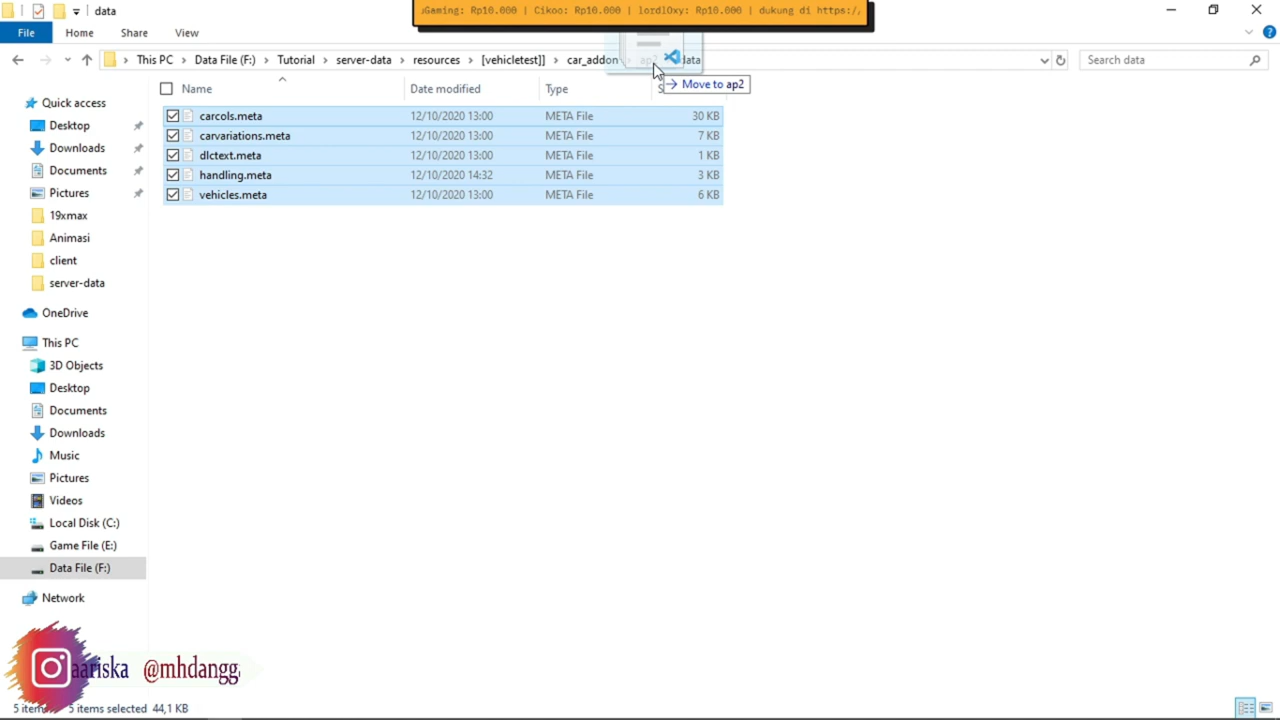 data
ıGaming: Rp10.000 | Cikoo: Rp10.000 | lordlOxy: Rp10.000 | dukung di https:/
File Home Share View
This PC Data File (F:) Tutorial server-data resources [vehicletest]] car_addon ap2 data
Search data
Move to ap2
Name Date modified Type S
carcols.meta 12/10/2020 13:00 META File 30 KB
carvariations.meta 12/10/2020 13:00 META File 7 KB
dlctext.meta 12/10/2020 13:00 META File 1 KB
handling.meta 12/10/2020 14:32 META File 3 KB
vehicles.meta 12/10/2020 13:00 META File 6 KB
Quick access
Desktop
Downloads
Documents
Pictures
19xmax
Animasi
client
server-data
OneDrive
This PC
3D Objects
Desktop
Documents
Downloads
Music
Pictures
Videos
Local Disk (C:)
Game File (E:)
Data File (F:)
Network
aariska @mhdangga
5 items 5 items selected 44,1 KB